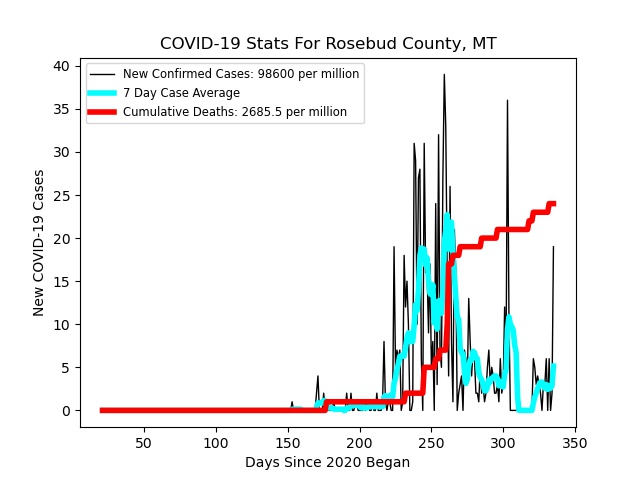 COVID-19 Stats For Rosebud County, MT
New Confirmed Cases: 98600 per million
7 Day Case Average
Cumulative Deaths: 2685.5 per million
New COVID-19 Cases
40
35
30
25
20
15
10
5
0
50
100
150
200
250
300
350
Days Since 2020 Began